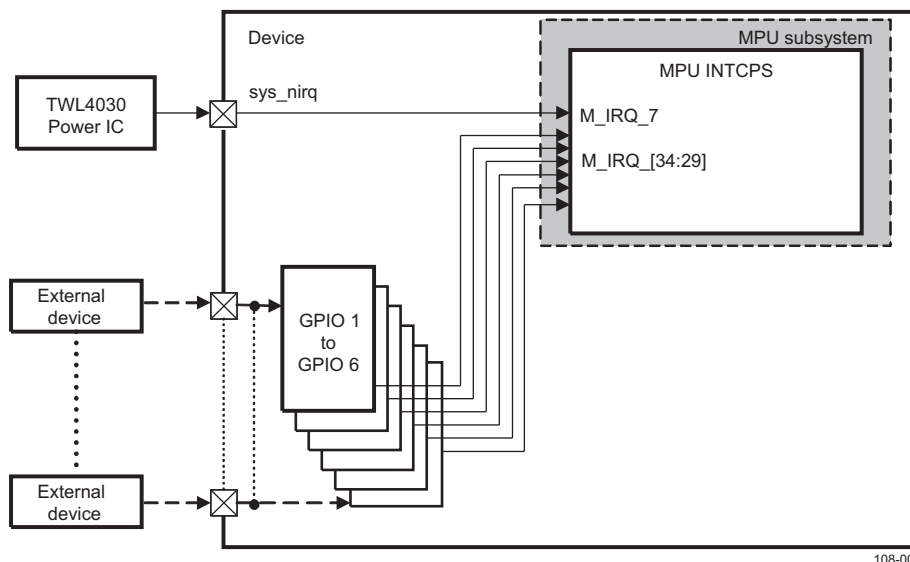 Device
MPU subsystem
MPU INTCPS
TWL4030
Power IC
sys_nirq
M_IRQ_7
M_IRQ_[34:29]
External
device
GPIO 1
to
GPIO 6
External
device